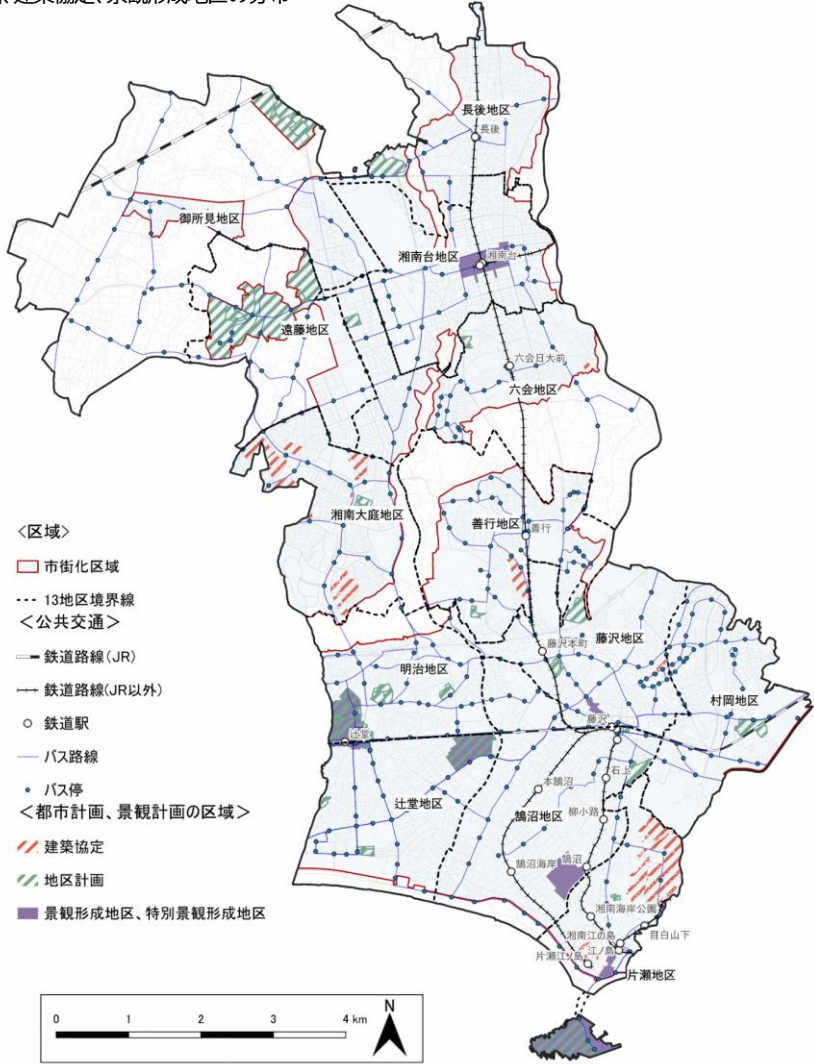 建築協定、景観形成地区の分布
長後地区
長後
御所見地区
湘南台地区
湘南台
遠藤地区
六会日大前
六会地区
湘南大庭地区
善行地区
善行
<区域>
市街化区域
13地区境界線
<公共交通>
鉄道路線(JR)
鉄道路線(JR以外)
鉄道駅
バス路線
バス停
<都市計画、景観計画の区域>
建築協定
地区計画
景観形成地区、特別景観形成地区
藤沢本町
藤沢地区
明治地区
村岡地区
藤沢
辻堂
石上
本鵠沼
辻堂地区
鵠沼地区
柳小路
鵠沼海岸
鵠沼
湘南海岸公園
湘南江の島
目白山下
江ノ島
片瀬江ノ島
片瀬地区
0 1 2 3 4 km
N